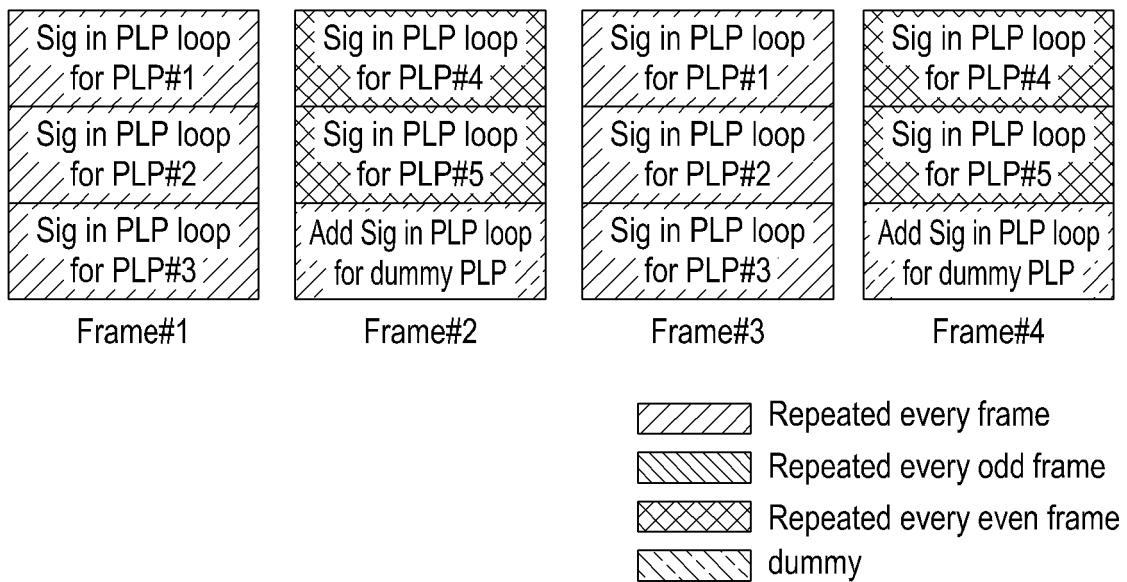 Sig in PLP loop
for PLP#1
Sig in PLP loop
for PLP#2
Sig in PLP loop
for PLP#3
Frame#1
Sig in PLP loop
for PLP#4
Sig in PLP loop
for PLP#5
Add Sig in PLP loop
for dummy PLP
Frame#2
Sig in PLP loop
for PLP#1
Sig in PLP loop
for PLP#2
Sig in PLP loop
for PLP#3
Frame#3
Sig in PLP loop
for PLP#4
Sig in PLP loop
for PLP#5
Add Sig in PLP loop
for dummy PLP
Frame#4
Repeated every frame
Repeated every odd frame
Repeated every even frame
dummy